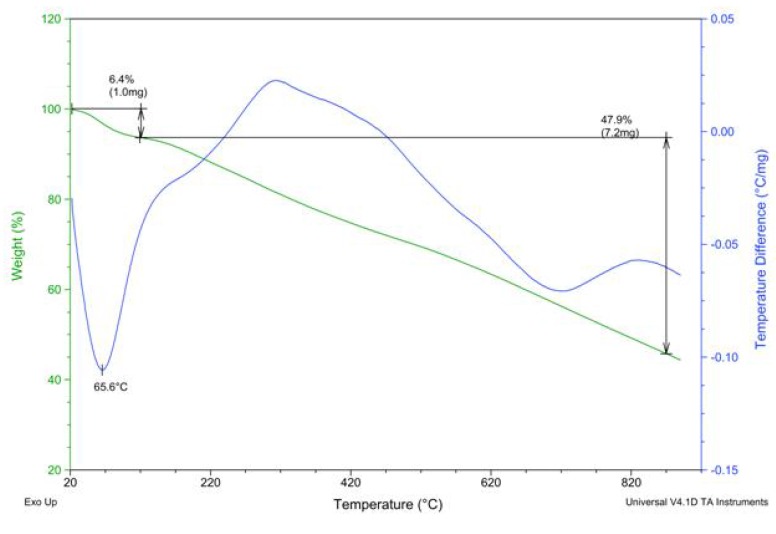 120
100
80
60
40
20
Weight (%)
6.4%
(1.0mg)
47.9%
(7.2mg)
65.6°C
0.05
0.00
-0.05
-0.10
-0.15
Temperature Difference (°C/mg)
20
220
420
620
820
Exo Up
Temperature (°C)
Universal V4.1D TA Instruments